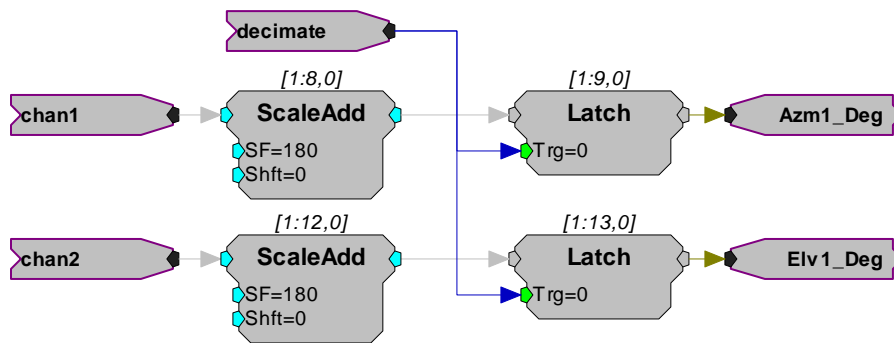 decimate
[1:8,0]
[1:9,0]
chan1
ScaleAdd
SF=180
Shft=0
Latch
Trg=0
Azm1_Deg
[1:12,0]
[1:13,0]
chan2
ScaleAdd
SF=180
Shft=0
Latch
Trg=0
Elv1_Deg